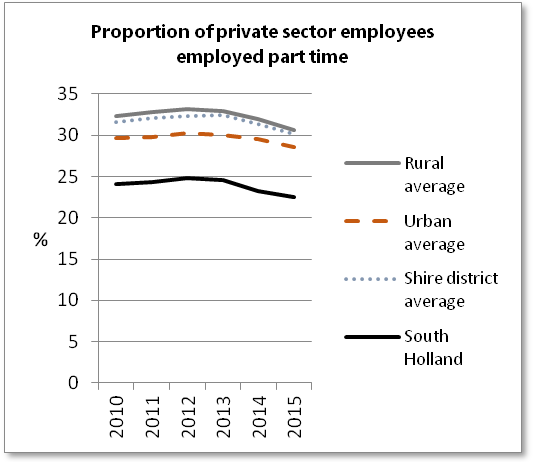 Proportion of private sector employees
employed part time
35
30
25
20
15
10
5
0
%
2010
2011
2012
2013
2014
2015
Rural
average
Urban
average
Shire district
average
South
Holland